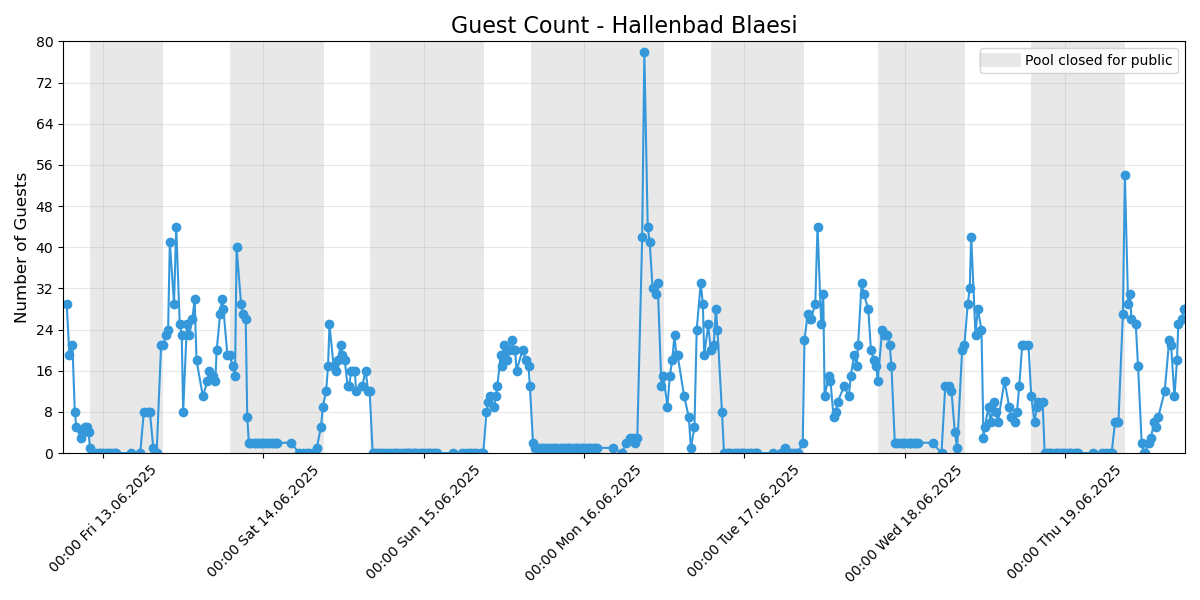 Guest Count - Hallenbad Blaesi
Pool closed for public
Number of Guests
80
72
64
56
48
40
32
24
16
8
0
00:00 Fri 13.06.2025
00:00 Sat 14.06.2025
00:00 Sun 15.06.2025
00:00 Mon 16.06.2025
00:00 Tue 17.06.2025
00:00 Wed 18.06.2025
00:00 Thu 19.06.2025